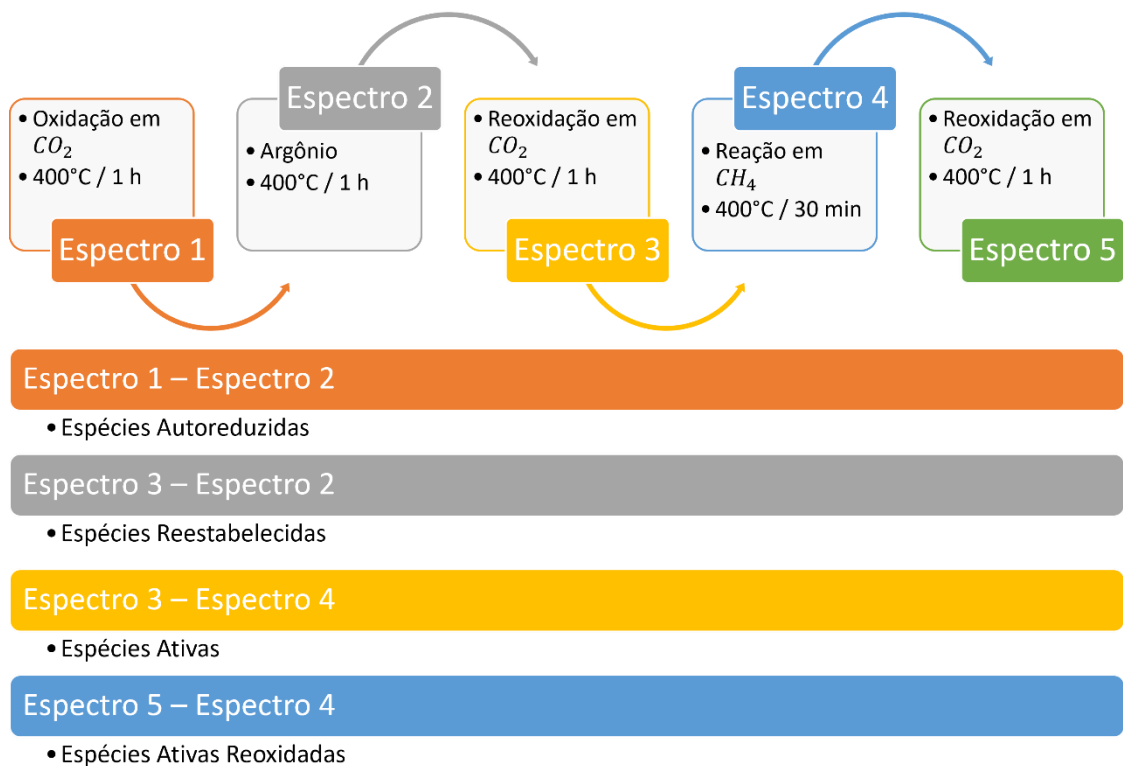 • Oxidação em
CO₂
• 400°C / 1 h
Espectro 1
Espectro 2
• Argônio
• 400°C / 1 h
• Reoxidação em
CO₂
• 400°C / 1 h
Espectro 3
Espectro 4
• Reação em
CH₄
• 400°C / 30 min
• Reoxidação em
CO₂
• 400°C / 1 h
Espectro 5
Espectro 1 – Espectro 2
• Espécies Autoreduzidas
Espectro 3 – Espectro 2
• Espécies Reestabelecidas
Espectro 3 – Espectro 4
• Espécies Ativas
Espectro 5 – Espectro 4
• Espécies Ativas Reoxidadas